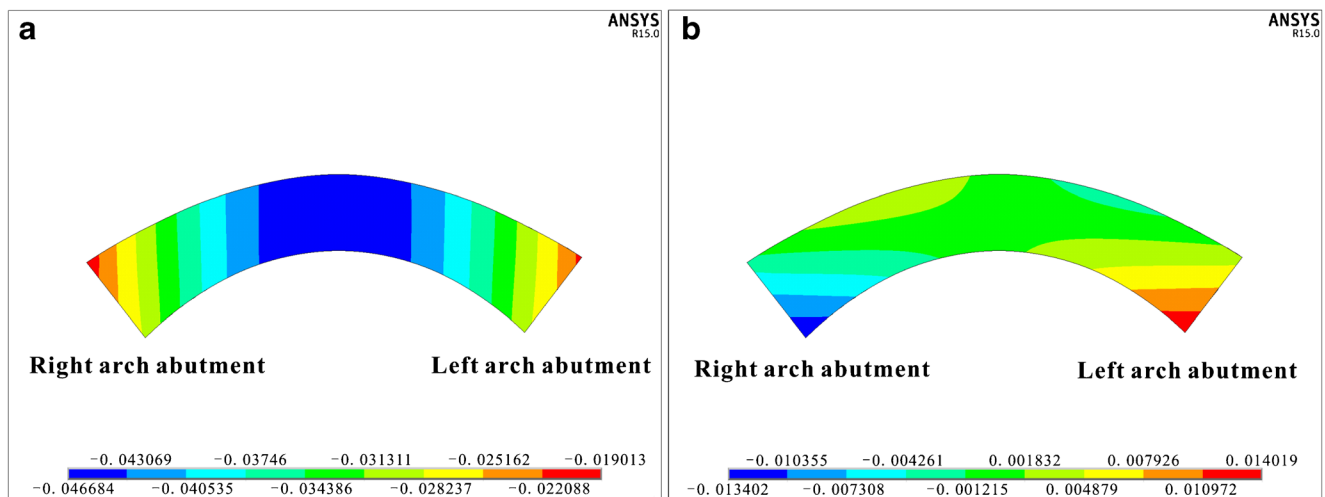 a
ANSYS
R15.0
Right arch abutment
Left arch abutment
-0.043069 -0.03746 -0.031311 -0.025162 -0.019013
-0.046684 -0.040535 -0.034386 -0.028237 -0.022088
b
ANSYS
R15.0
Right arch abutment
Left arch abutment
-0.010355 -0.004261 0.001832 0.007926 0.014019
-0.013402 -0.007308 -0.001215 0.004879 0.010972